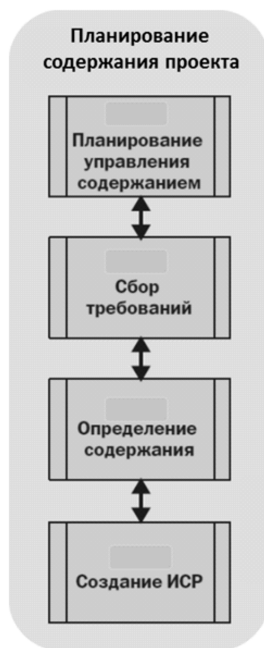 Планирование
содержания проекта
Планирование
управления
содержанием
Сбор
требований
Определение
содержания
Создание ИСР